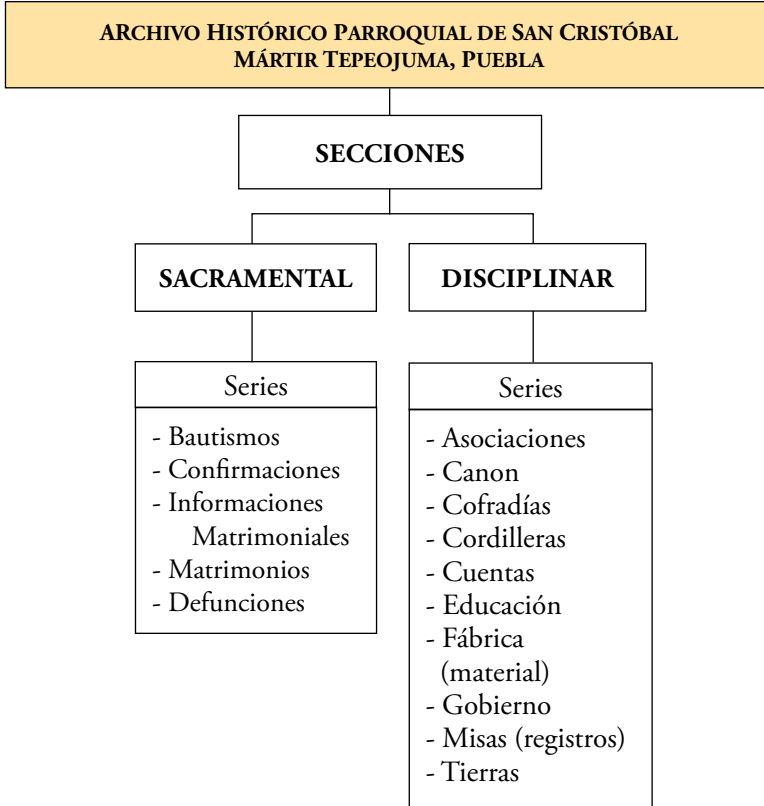 ARCHIVO HISTÓRICO PARROQUIAL DE SAN CRISTÓBAL
MÁRTIR TEPEOJUMA, PUEBLA
SECCIONES
SACRAMENTAL
Series
- Bautismos
- Confirmaciones
- Informaciones
Matrimoniales
- Matrimonios
- Defunciones
DISCIPLINAR
Series
- Asociaciones
- Canon
- Cofradías
- Cordilleras
- Cuentas
- Educación
- Fábrica
(material)
- Gobierno
- Misas (registros)
- Tierras